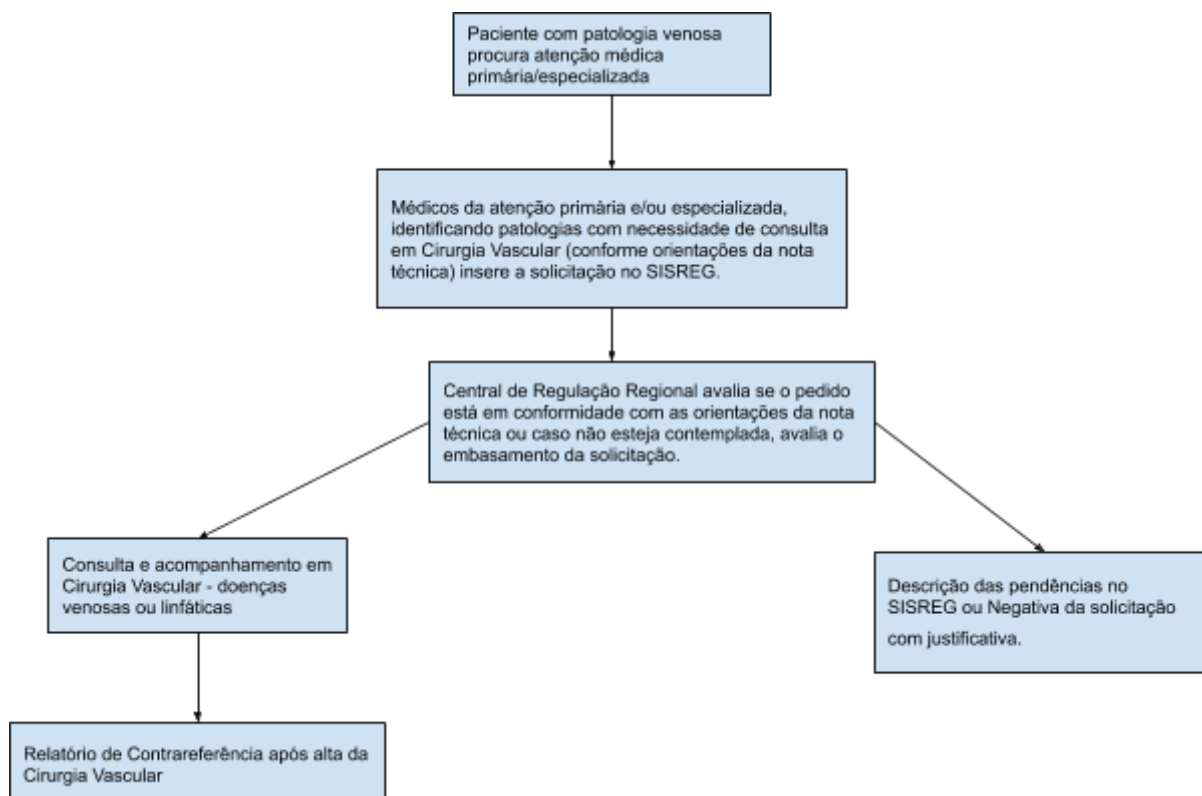 Paciente com patologia venosa
procura atenção médica
primária/especializada
Médicos da atenção primária e/ou especializada,
identificando patologias com necessidade de consulta
em Cirurgia Vascular (conforme orientações da nota
técnica) insere a solicitação no SISREG.
Central de Regulação Regional avalia se o pedido
está em conformidade com as orientações da nota
técnica ou caso não esteja contemplada, avalia o
embasamento da solicitação.
Consulta e acompanhamento em
Cirurgia Vascular - doenças
venosas ou linfáticas
Descrição das pendências no
SISREG ou Negativa da solicitação
com justificativa.
Relatório de Contrareferência após alta da
Cirurgia Vascular